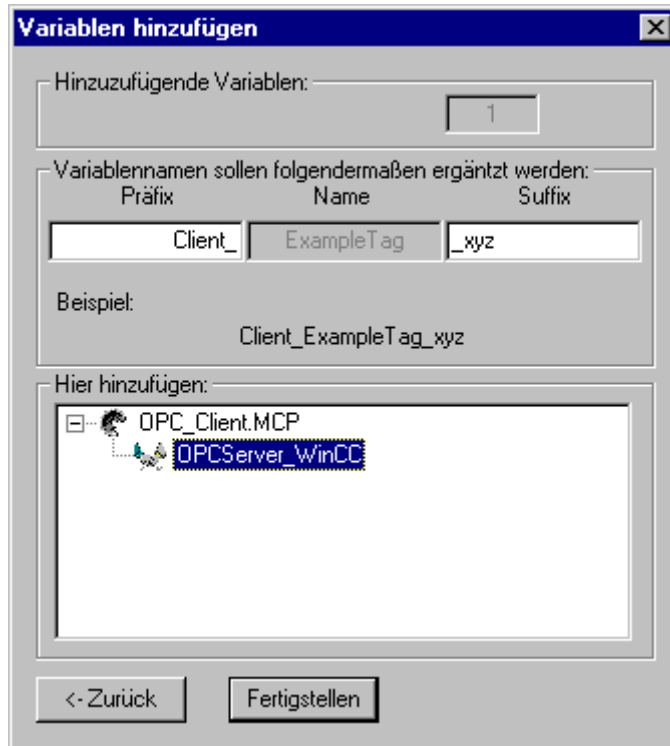 Variablen hinzufügen
Hinzuzufügende Variablen:
1
Variablennamen sollen folgendermaßen ergäntzt werden:
Präfix Name Suffix
Client_ ExampleTag _xyz
Beispiel:
Client_ExampleTag_xyz
Hier hinzufügen:
OPC_Client.MCP
OPCServer_WinCC
<- Zurück Fertigstellen